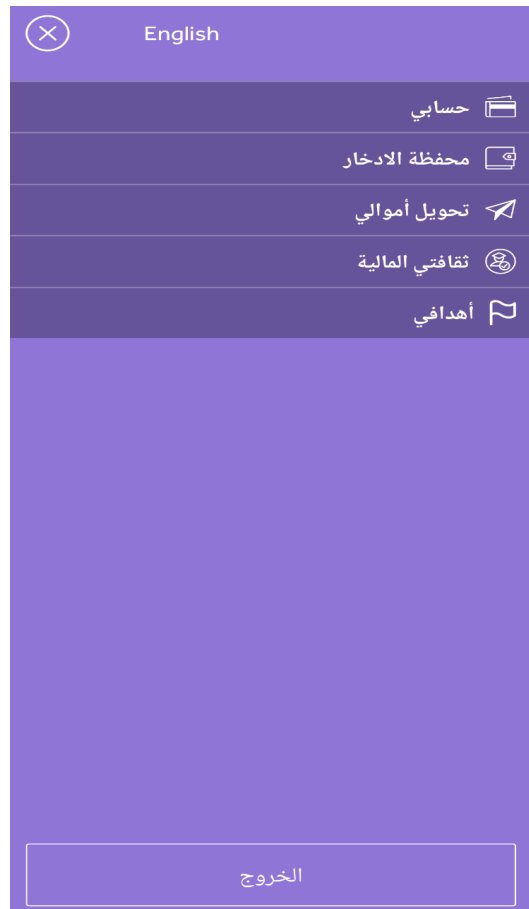 English
حسابي
محفظة الادخار
تحويل أموالي
ثقافتي المالية
أهدافي
الخروج